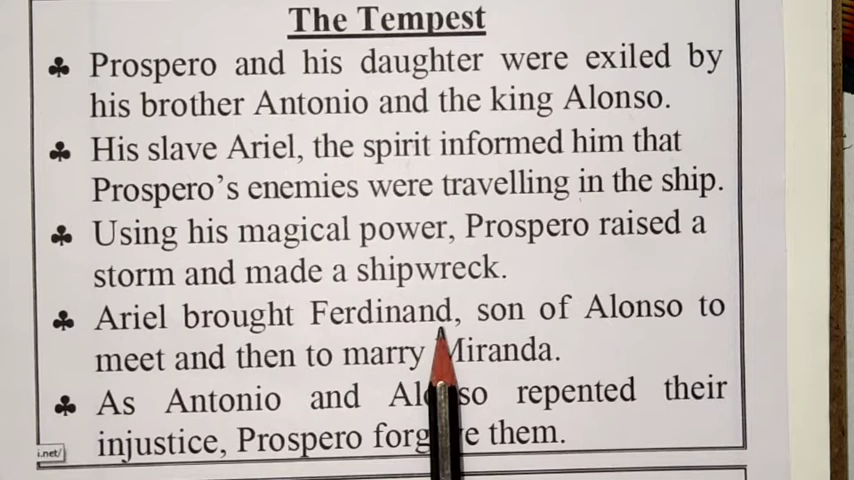 The Tempest
♣ Prospero and his daughter were exiled by
his brother Antonio and the king Alonso.
♣ His slave Ariel, the spirit informed him that
Prospero's enemies were travelling in the ship.
♣ Using his magical power, Prospero raised a
storm and made a shipwreck.
♣ Ariel brought Ferdinand, son of Alonso to
meet and then to marry Miranda.
♣ As Antonio and Alonso repented their
injustice, Prospero forgave them.
i.net/